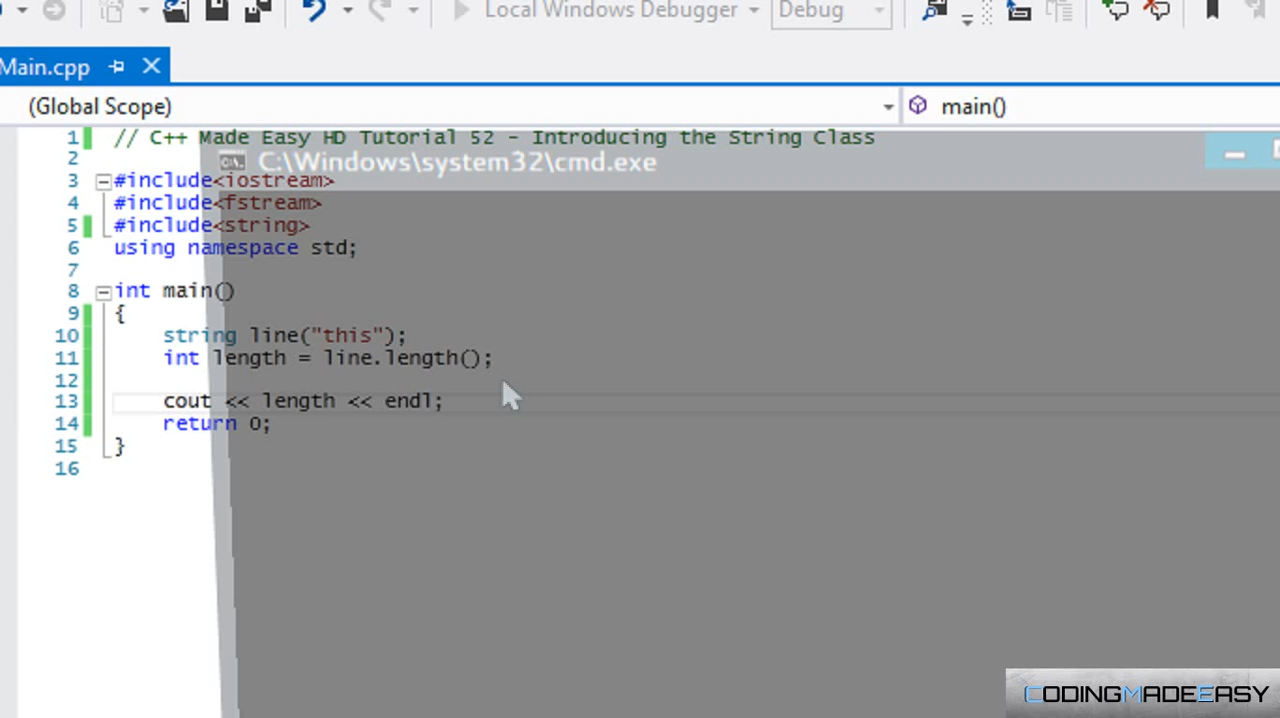 Local Windows Debugger
Debug
Main.cpp
(Global Scope)
main()
1 // C++ Made Easy HD Tutorial 52 - Introducing the String Class
C:\Windows\system32\cmd.exe
2
3 #include<iostream>
4 #include<fstream>
5 #include<string>
6 using namespace std;
7
8 int main()
9 {
10 string line("this");
11 int length = line.length();
12
13 cout << length << endl;
14 return 0;
15 }
16
CODINGMADEEASY